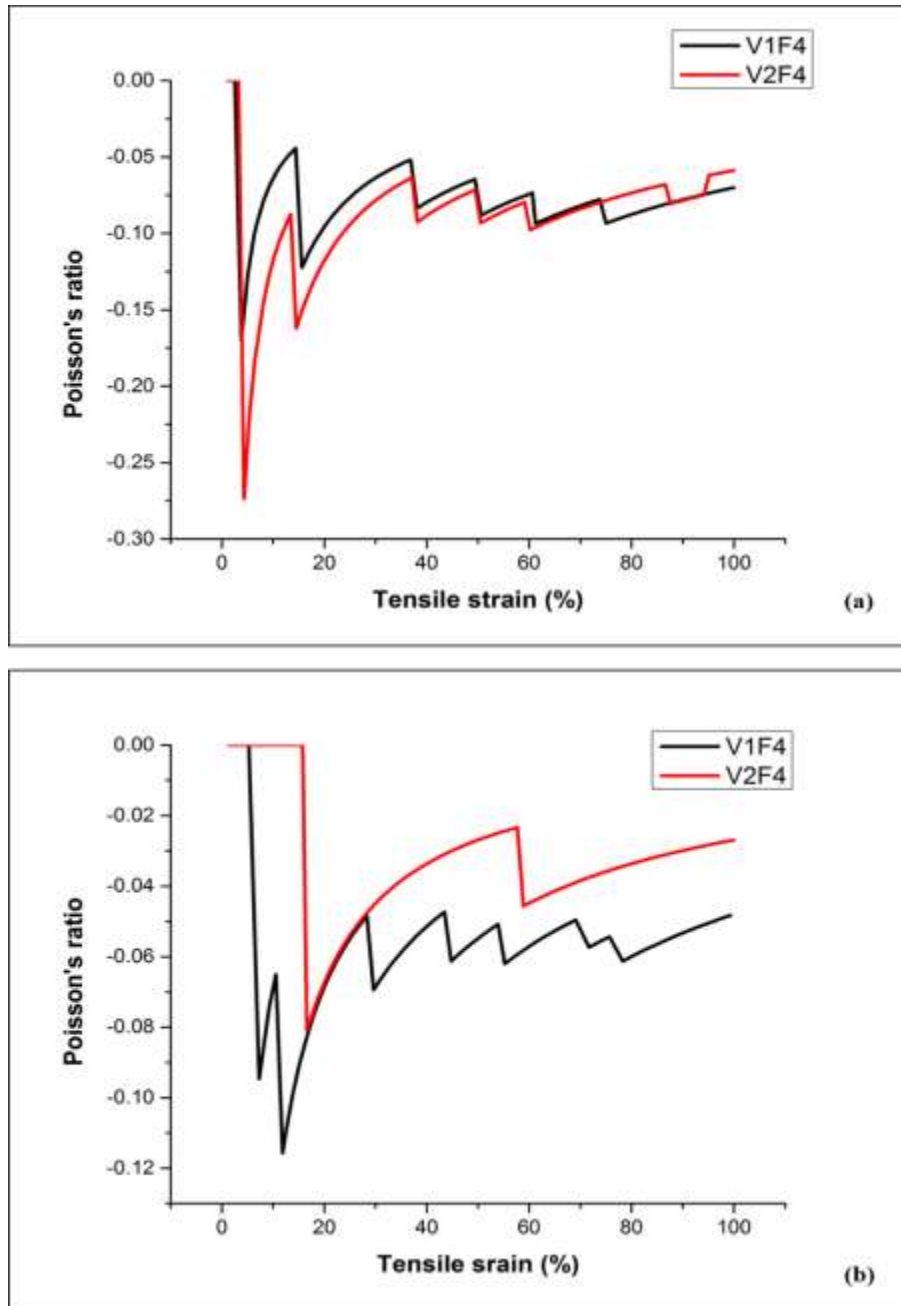 V1F4
V2F4
0.00
-0.05
-0.10
-0.15
-0.20
-0.25
-0.30
Poisson's ratio
0 20 40 60 80 100
Tensile strain (%)
(a)
V1F4
V2F4
0.00
-0.02
-0.04
-0.06
-0.08
-0.10
-0.12
Poisson's ratio
0 20 40 60 80 100
Tensile srain (%)
(b)